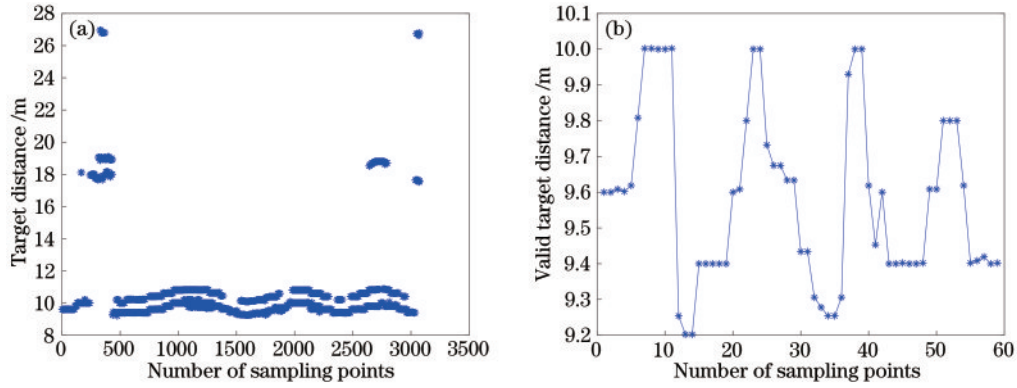 (a)
Target distance /m
28
26
24
22
20
18
16
14
12
10
8
0 500 1000 1500 2000 2500 3000 3500
Number of sampling points
(b)
Valid target distance /m
10.1
10.0
9.9
9.8
9.7
9.6
9.5
9.4
9.3
9.2
0 10 20 30 40 50 60
Number of sampling points